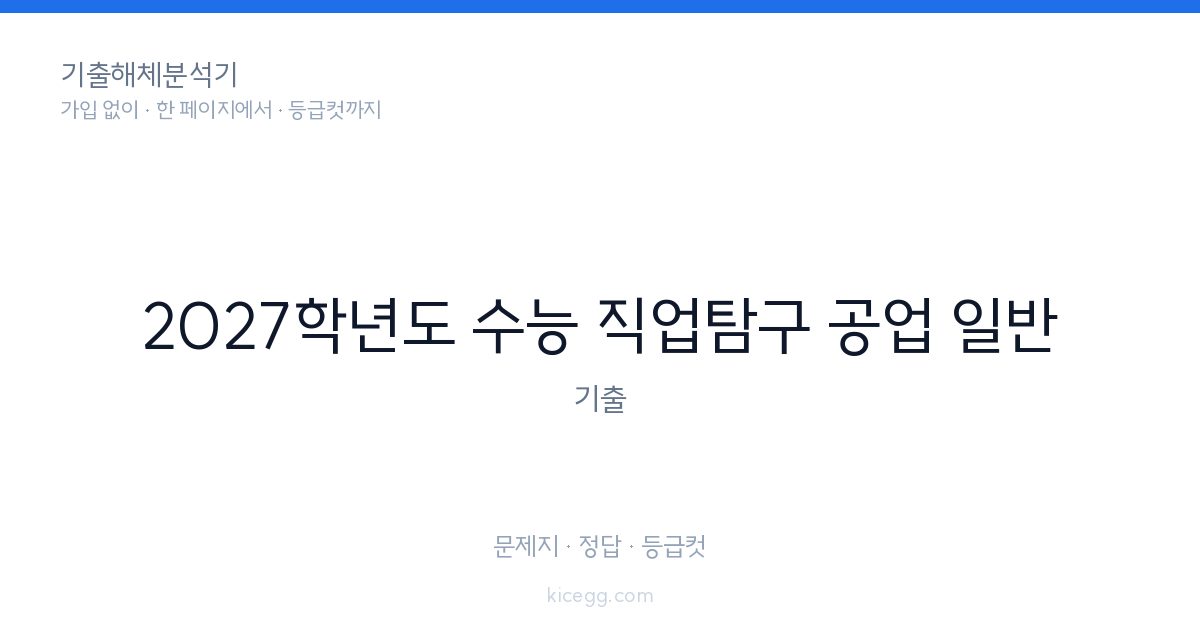 기출해체분석기
가입 없이 · 한 페이지에서 · 등급컷까지
2027학년도 수능 직업탐구 공업 일반
기출
문제지 · 정답 · 등급컷
kicegg.com